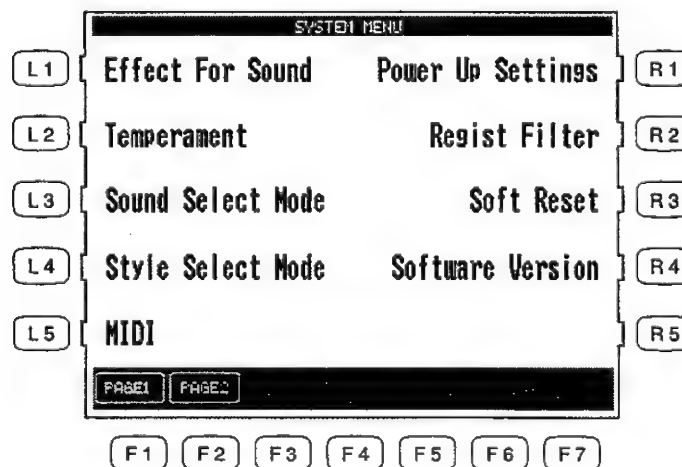 SYSTEM MENU
L1 Effect For Sound Power Up Settings R1
L2 Temperament Regist Filter R2
L3 Sound Select Mode Soft Reset R3
L4 Style Select Mode Software Version R4
L5 MIDI R5
PAGE1 PAGE2
F1 F2 F3 F4 F5 F6 F7